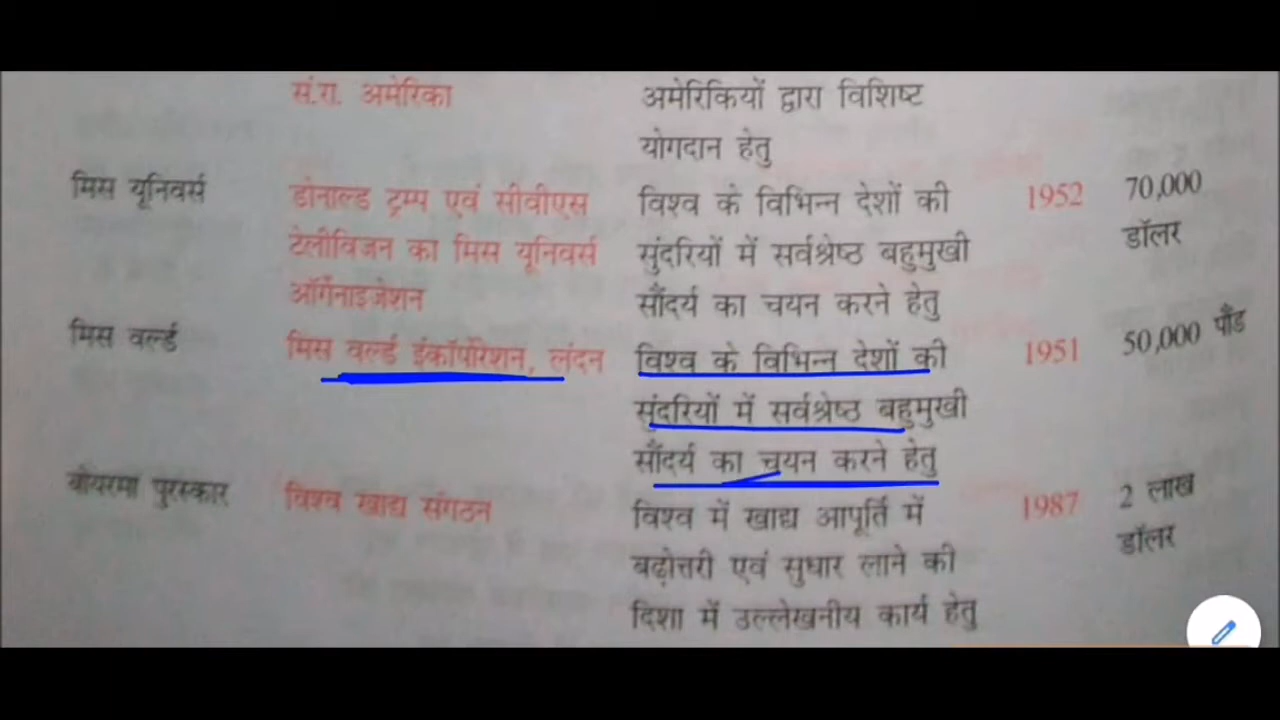 सं.रा. अमेरिका अमेरिकियों द्वारा विशिष्ट
योगदान हेतु
मिस यूनिवर्स डोनाल्ड ट्रम्प एवं सीवीएस विश्व के विभिन्न देशों की 1952 70,000
टेलीविजन का मिस यूनिवर्स सुंदरियों में सर्वश्रेष्ठ बहुमुखी डॉलर
ऑर्गेनाइजेशन सौंदर्य का चयन करने हेतु
मिस वर्ल्ड मिस वर्ल्ड इंकॉर्पोरेशन, लंदन विश्व के विभिन्न देशों की 1951 50,000 पौंड
सुंदरियों में सर्वश्रेष्ठ बहुमुखी
सौंदर्य का चयन करने हेतु
पुरस्कार विश्व खाद्य संगठन विश्व में खाद्य आपूर्ति में 1987 2 लाख
बढ़ोत्तरी एवं सुधार लाने की डॉलर
दिशा में उल्लेखनीय कार्य हेतु